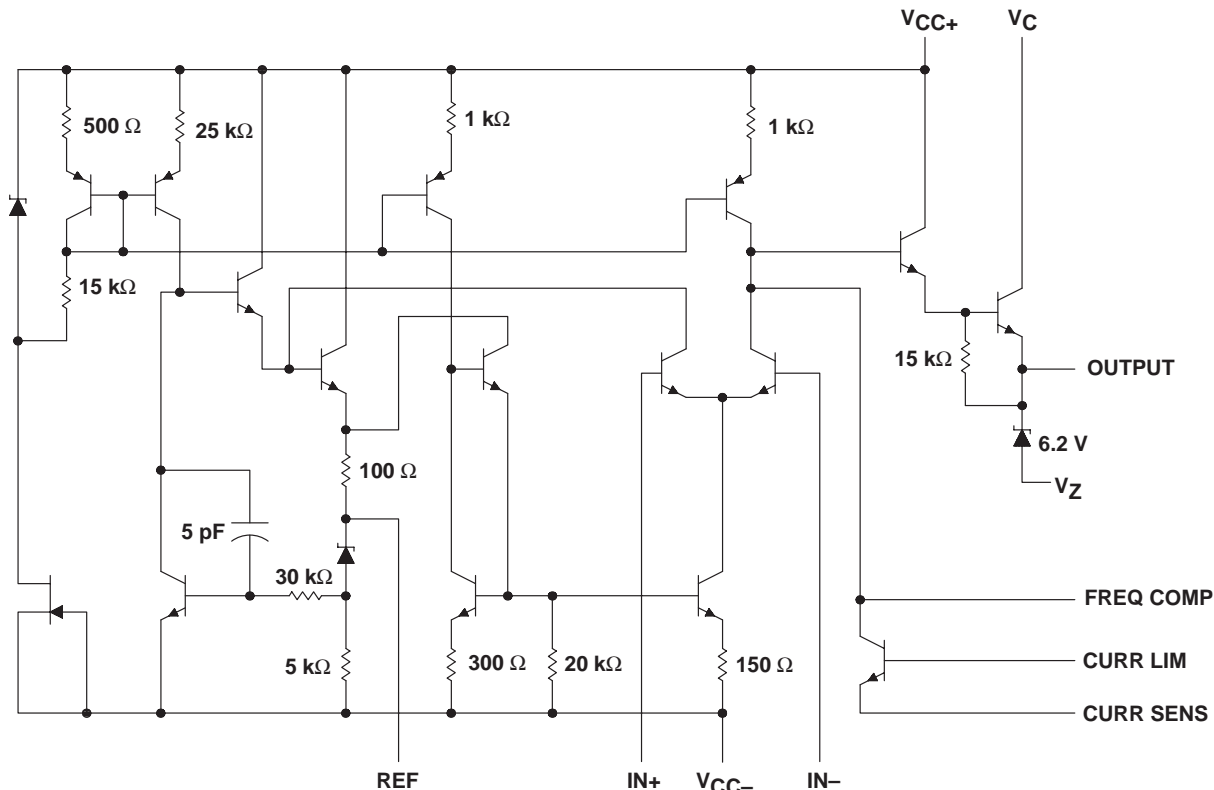 VCC+ VC
500 Ω 25 kΩ 1 kΩ 1 kΩ
15 kΩ
15 kΩ OUTPUT
6.2 V
100 Ω VZ
5 pF
30 kΩ
FREQ COMP
5 kΩ 300 Ω 20 kΩ 150 Ω CURR LIM
CURR SENS
REF IN+ VCC– IN–